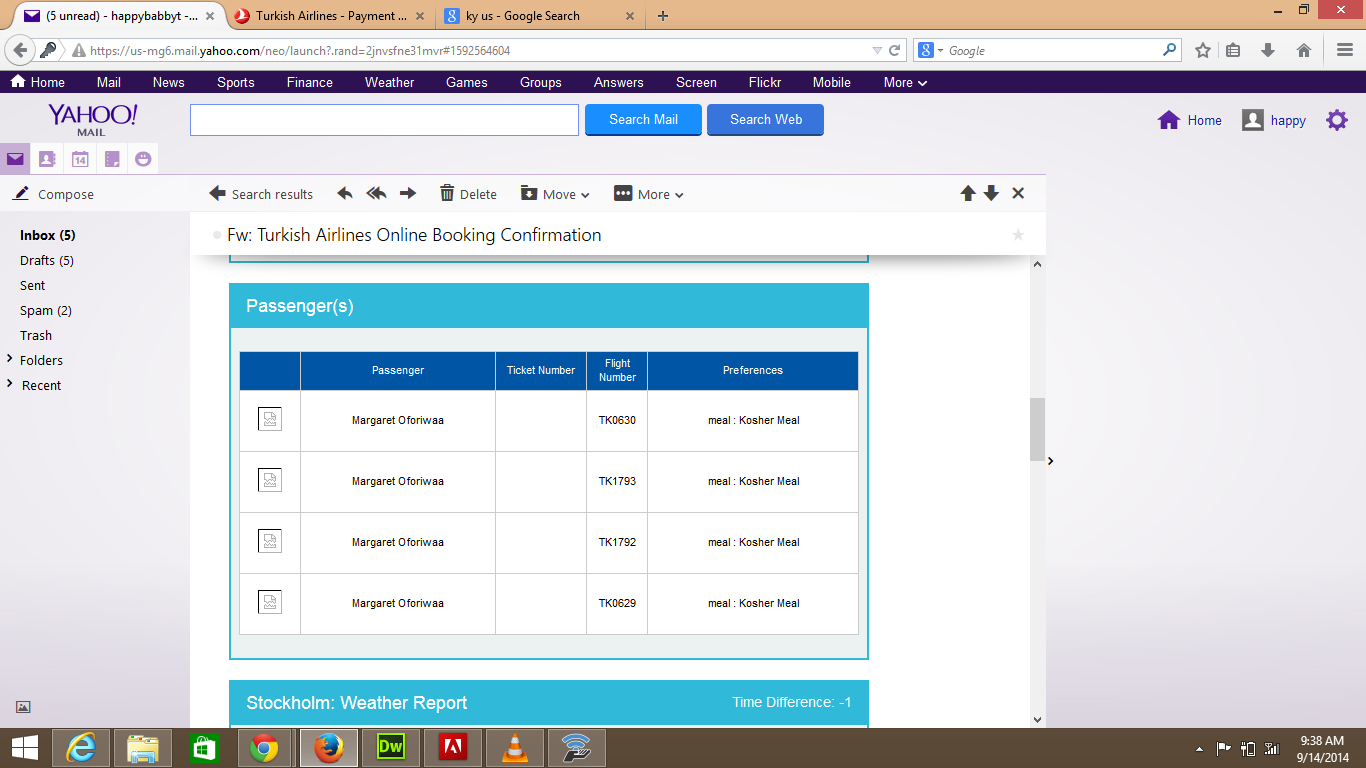 (5 unread) - happybabbyt -...
Turkish Airlines - Payment ...
ky us - Google Search
https://us-mg6.mail.yahoo.com/neo/launch?.rand=2jnvsfne31mvr#1592564604
Google
Home Mail News Sports Finance Weather Games Groups Answers Screen Flickr Mobile More
YAHOO!
MAIL
Search Mail Search Web
Home happy
14
Compose
Search results Delete Move More
Fw: Turkish Airlines Online Booking Confirmation
Inbox (5)
Drafts (5)
Sent
Spam (2)
Trash
Folders
Recent
Passenger(s)
Passenger Ticket Number Flight Number Preferences
Margaret Oforiwaa TK0630 meal : Kosher Meal
Margaret Oforiwaa TK1793 meal : Kosher Meal
Margaret Oforiwaa TK1792 meal : Kosher Meal
Margaret Oforiwaa TK0629 meal : Kosher Meal
Stockholm: Weather Report Time Difference: -1
Dw
9:38 AM
9/14/2014